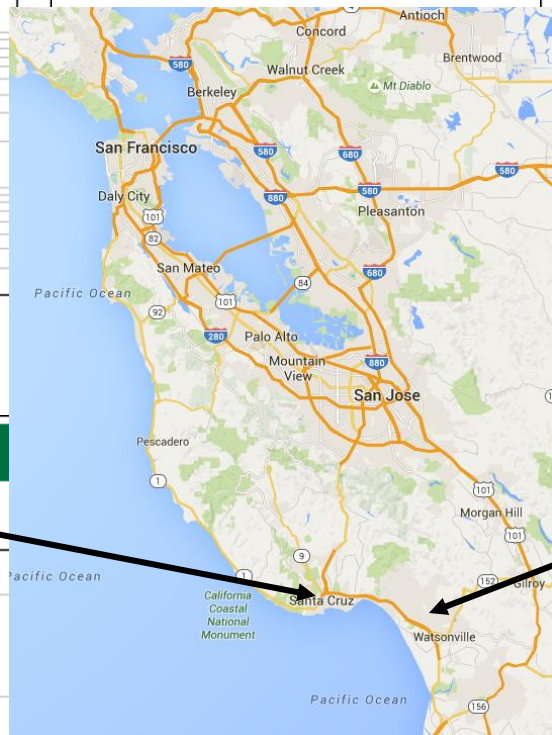 4
Antioch
Concord
Brentwood
580
Walnut Creek
Mt Diablo
Berkeley
San Francisco
580
680
580
580
880
Daly City
101
Pleasanton
82
San Mateo
680
84
Pacific Ocean
101
92
280
Palo Alto
880
Mountain
View
San Jose
Pescadero
1
101
Morgan Hill
101
9
152
Gilroy
Pacific Ocean
1
California
Coastal
National
Monument
Santa Cruz
Watsonville
Pacific Ocean
156